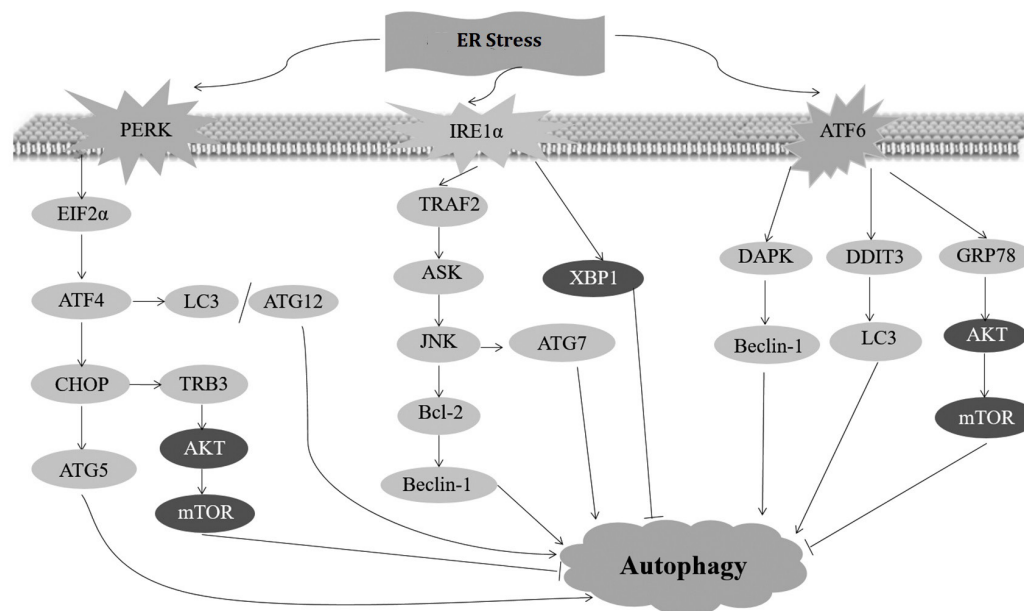 ER Stress
PERK
IRE1α
ATF6
EIF2α
TRAF2
DAPK
DDIT3
GRP78
ASK
XBP1
ATF4
LC3
/
ATG12
JNK
ATG7
Beclin-1
LC3
AKT
CHOP
TRB3
Bcl-2
mTOR
AKT
ATG5
Beclin-1
mTOR
Autophagy